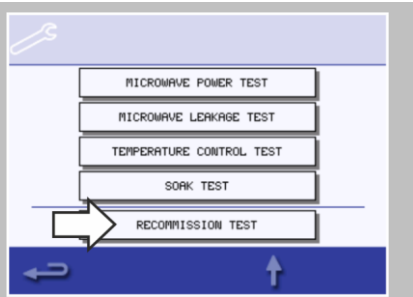 MICROWAVE POWER TEST
MICROWAVE LEAKAGE TEST
TEMPERATURE CONTROL TEST
SOAK TEST
RECOMMISSION TEST